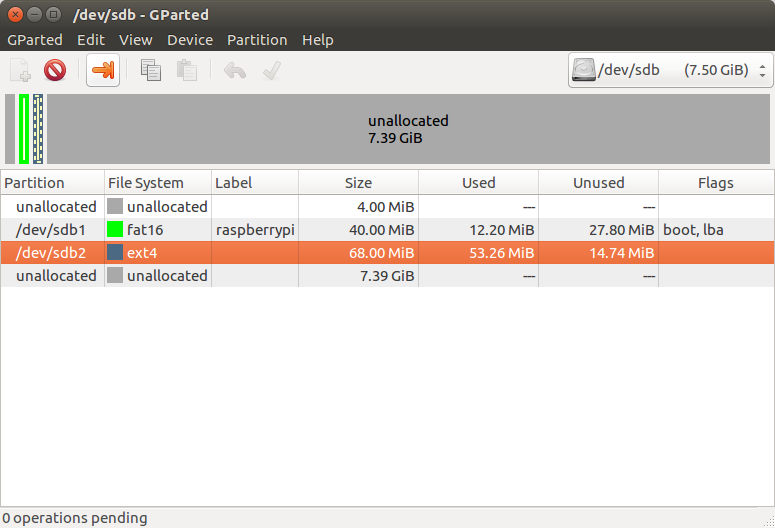 /dev/sdb - GParted
GParted Edit View Device Partition Help
/dev/sdb (7.50 GiB)
unallocated
7.39 GiB
Partition File System Label Size Used Unused Flags
unallocated unallocated 4.00 MiB --- ---
/dev/sdb1 fat16 raspberrypi 40.00 MiB 12.20 MiB 27.80 MiB boot, lba
/dev/sdb2 ext4 68.00 MiB 53.26 MiB 14.74 MiB
unallocated unallocated 7.39 GiB --- ---
0 operations pending